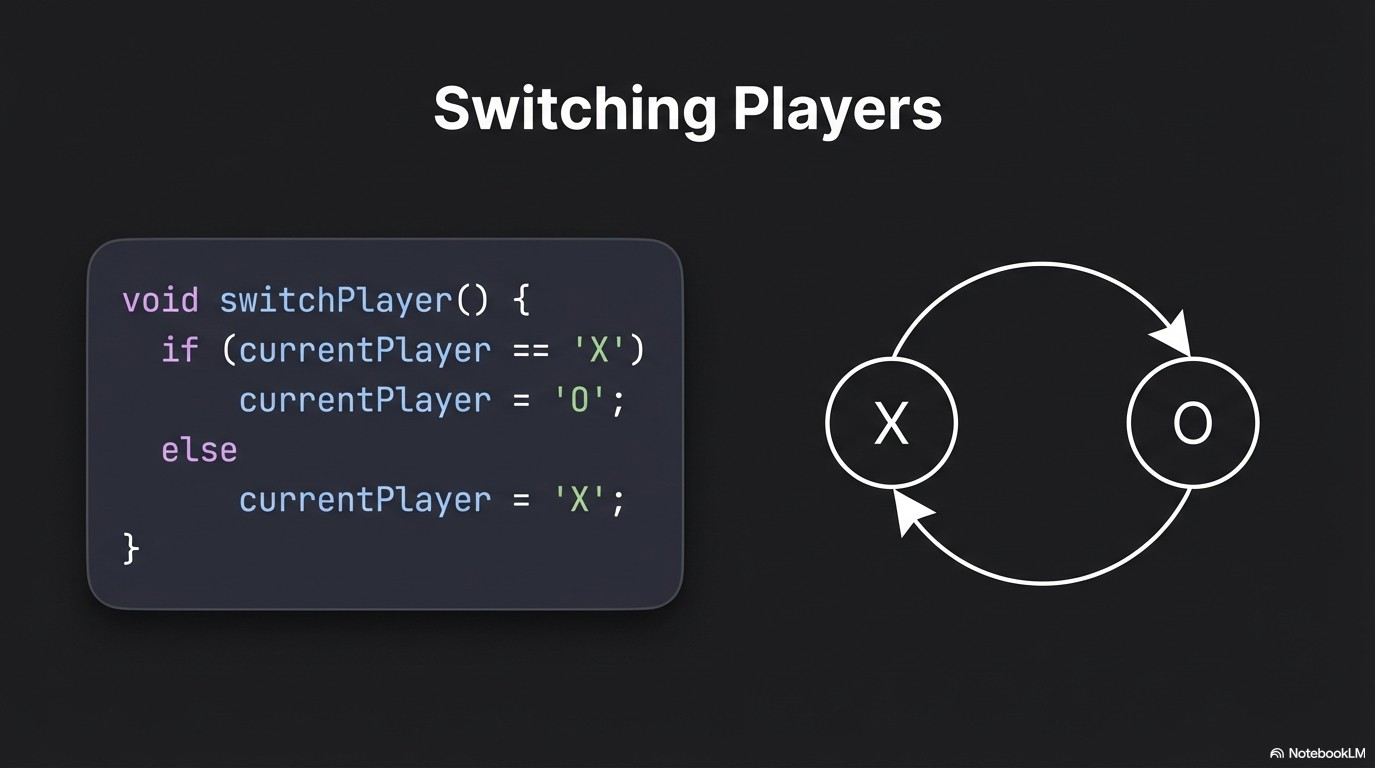 Switching Players
void switchPlayer() {
  if (currentPlayer == 'X')
      currentPlayer = 'O';
  else
      currentPlayer = 'X';
}
X
O
NotebookLM